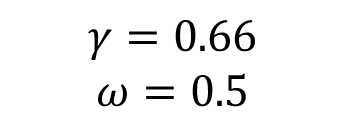 γ = 0.66
ω = 0.5